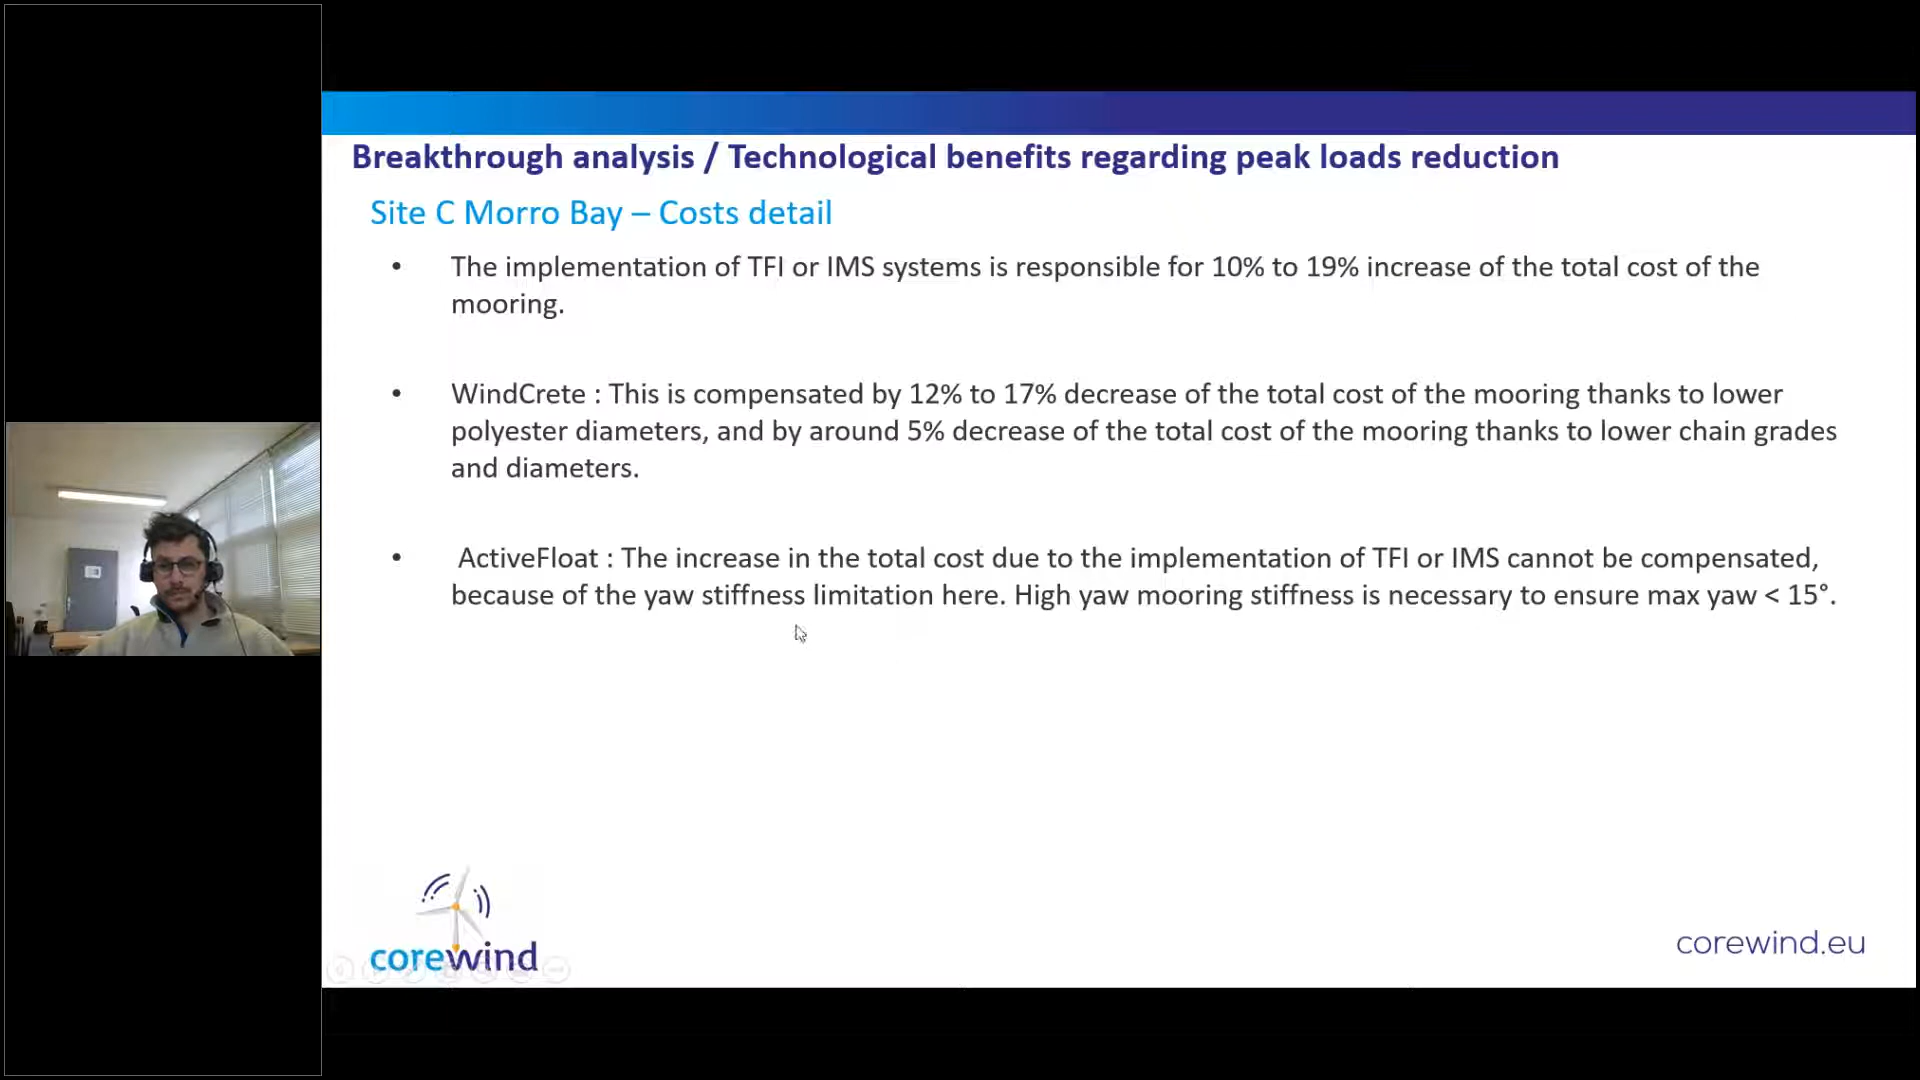 Breakthrough analysis / Technological benefits regarding peak loads reduction
Site C Morro Bay – Costs detail
• The implementation of TFI or IMS systems is responsible for 10% to 19% increase of the total cost of the
mooring.
• WindCrete : This is compensated by 12% to 17% decrease of the total cost of the mooring thanks to lower
polyester diameters, and by around 5% decrease of the total cost of the mooring thanks to lower chain grades
and diameters.
• ActiveFloat : The increase in the total cost due to the implementation of TFI or IMS cannot be compensated,
because of the yaw stiffness limitation here. High yaw mooring stiffness is necessary to ensure max yaw < 15°.
corewind
corewind.eu